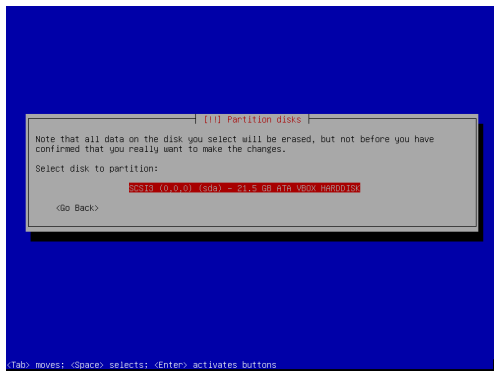 [!!] Partition disks
Note that all data on the disk you select will be erased, but not before you have
confirmed that you really want to make the changes.
Select disk to partition:
SCSI3 (0,0,0) (sda) - 21.5 GB ATA VBOX HARDDISK
<Go Back>
<Tab> moves; <Space> selects; <Enter> activates buttons